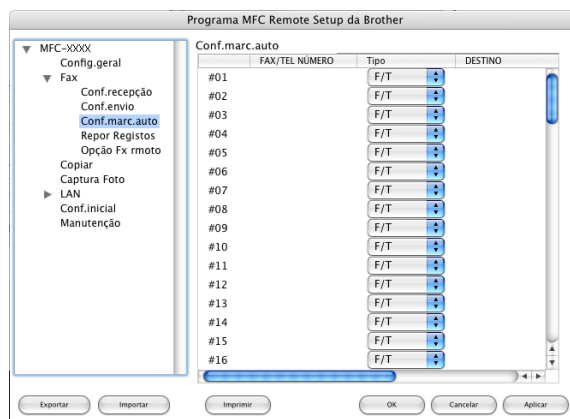 Programa MFC Remote Setup da Brother
MFC-XXXX
Config.geral
Fax
Conf.recepção
Conf.envio
Conf.marc.auto
Repor Registos
Opção Fx rmoto
Copiar
Captura Foto
LAN
Conf.inicial
Manutenção
Conf.marc.auto
FAX/TEL NÚMERO Tipo DESTINO
#01 F/T
#02 F/T
#03 F/T
#04 F/T
#05 F/T
#06 F/T
#07 F/T
#08 F/T
#09 F/T
#10 F/T
#11 F/T
#12 F/T
#13 F/T
#14 F/T
#15 F/T
#16 F/T
Exportar Importar Imprimir OK Cancelar Aplicar